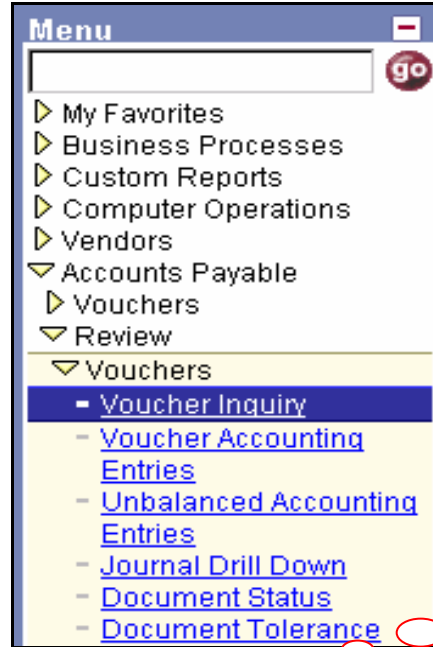 Menu
go
My Favorites
Business Processes
Custom Reports
Computer Operations
Vendors
Accounts Payable
Vouchers
Review
Vouchers
Voucher Inquiry
Voucher Accounting
Entries
Unbalanced Accounting
Entries
Journal Drill Down
Document Status
Document Tolerance